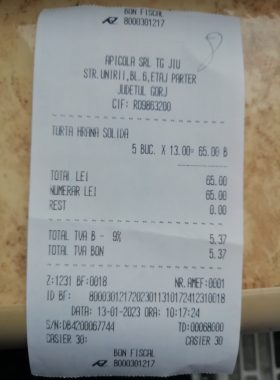 BON FISCAL
8000301217
APICOLA SRL TG JIU
STR.UNIRII,BL.6,ETAJ PARTER
JUDETUL GORJ
CIF: RO9863200
TURTA HRANA SOLIDA
5 BUC. X 13.00= 65.00 B
TOTAL LEI 65.00
NUMERAR LEI 65.00
REST 0.00
TOTAL TVA B - 9% 5.37
TOTAL TVA BON 5.37
Z:1231 BF:0018 NR.AMEF:0001
ID BF: 80003012172023011310172412310018
DATA: 13-01-2023 ORA: 10:17:24
S/N:DB4200067744 TD:00068000
CASIER 30: CASIER 30:
BON FISCAL
8000301217